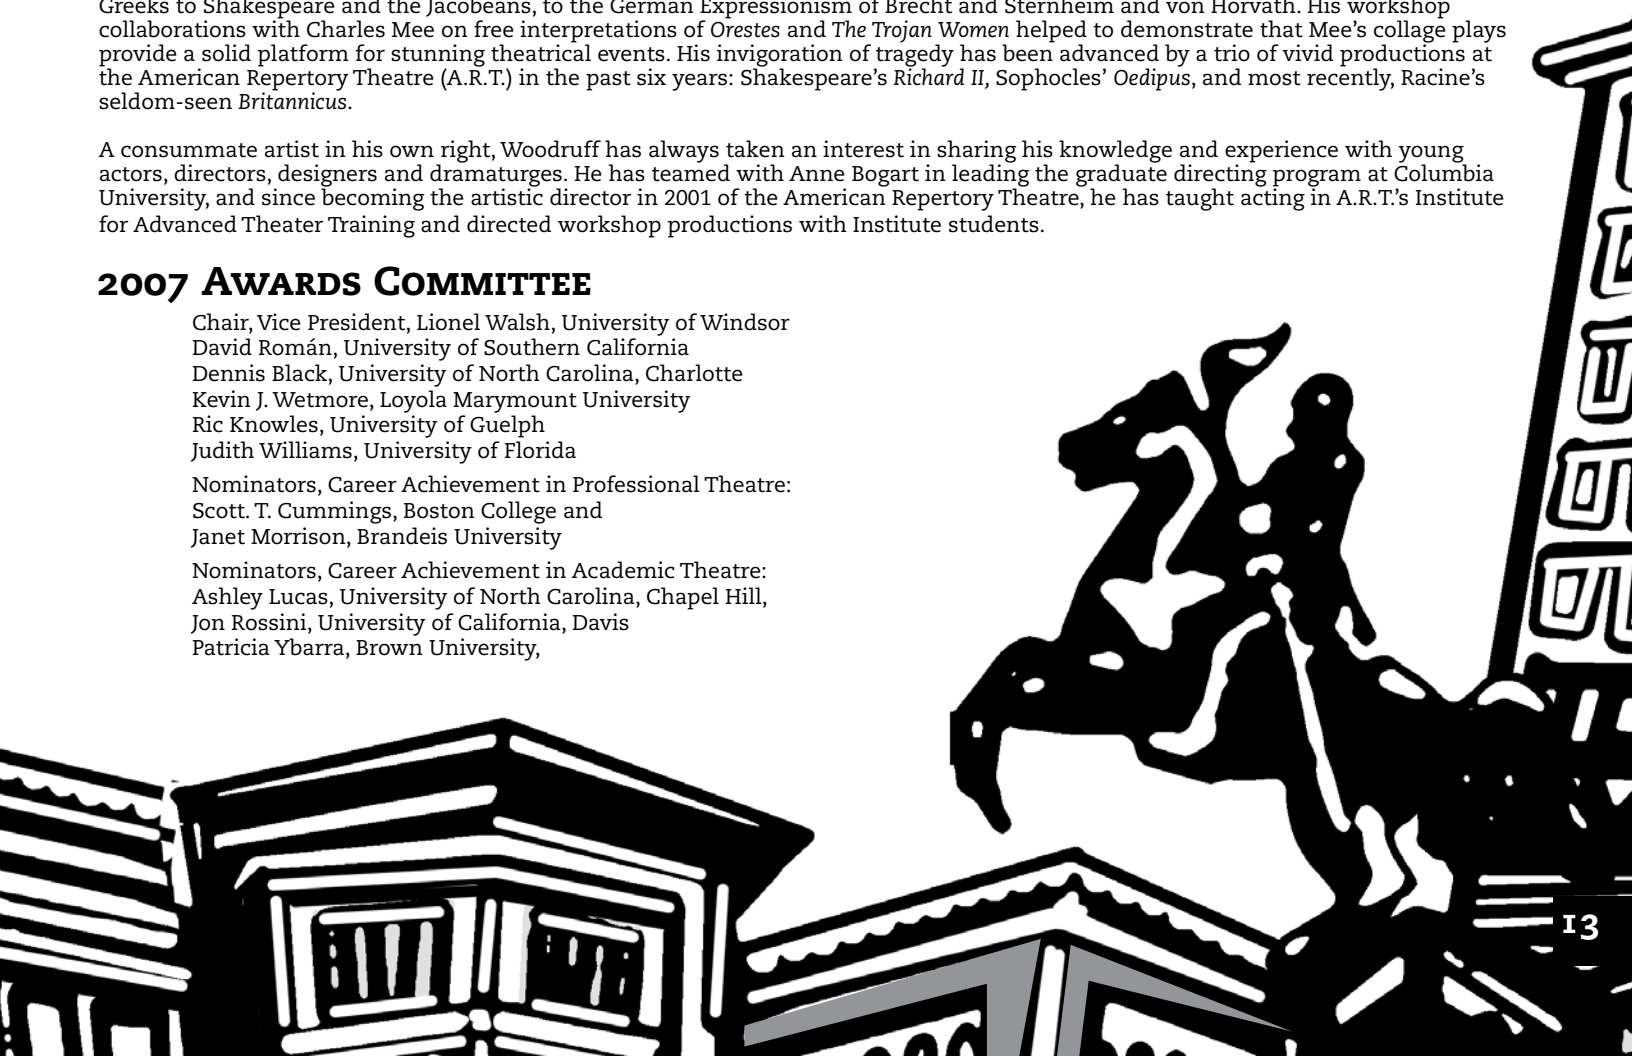 Greeks to Shakespeare and the Jacobeans, to the German Expressionism of Brecht and Sternheim and von Horvath. His workshop
collaborations with Charles Mee on free interpretations of Orestes and The Trojan Women helped to demonstrate that Mee's collage plays
provide a solid platform for stunning theatrical events. His invigoration of tragedy has been advanced by a trio of vivid productions at
the American Repertory Theatre (A.R.T.) in the past six years: Shakespeare's Richard II, Sophocles' Oedipus, and most recently, Racine's
seldom-seen Britannicus.
A consummate artist in his own right, Woodruff has always taken an interest in sharing his knowledge and experience with young
actors, directors, designers and dramaturges. He has teamed with Anne Bogart in leading the graduate directing program at Columbia
University, and since becoming the artistic director in 2001 of the American Repertory Theatre, he has taught acting in A.R.T.'s Institute
for Advanced Theater Training and directed workshop productions with Institute students.
2007 Awards Committee
Chair, Vice President, Lionel Walsh, University of Windsor
David Román, University of Southern California
Dennis Black, University of North Carolina, Charlotte
Kevin J. Wetmore, Loyola Marymount University
Ric Knowles, University of Guelph
Judith Williams, University of Florida
Nominators, Career Achievement in Professional Theatre:
Scott. T. Cummings, Boston College and
Janet Morrison, Brandeis University
Nominators, Career Achievement in Academic Theatre:
Ashley Lucas, University of North Carolina, Chapel Hill,
Jon Rossini, University of California, Davis
Patricia Ybarra, Brown University,
13